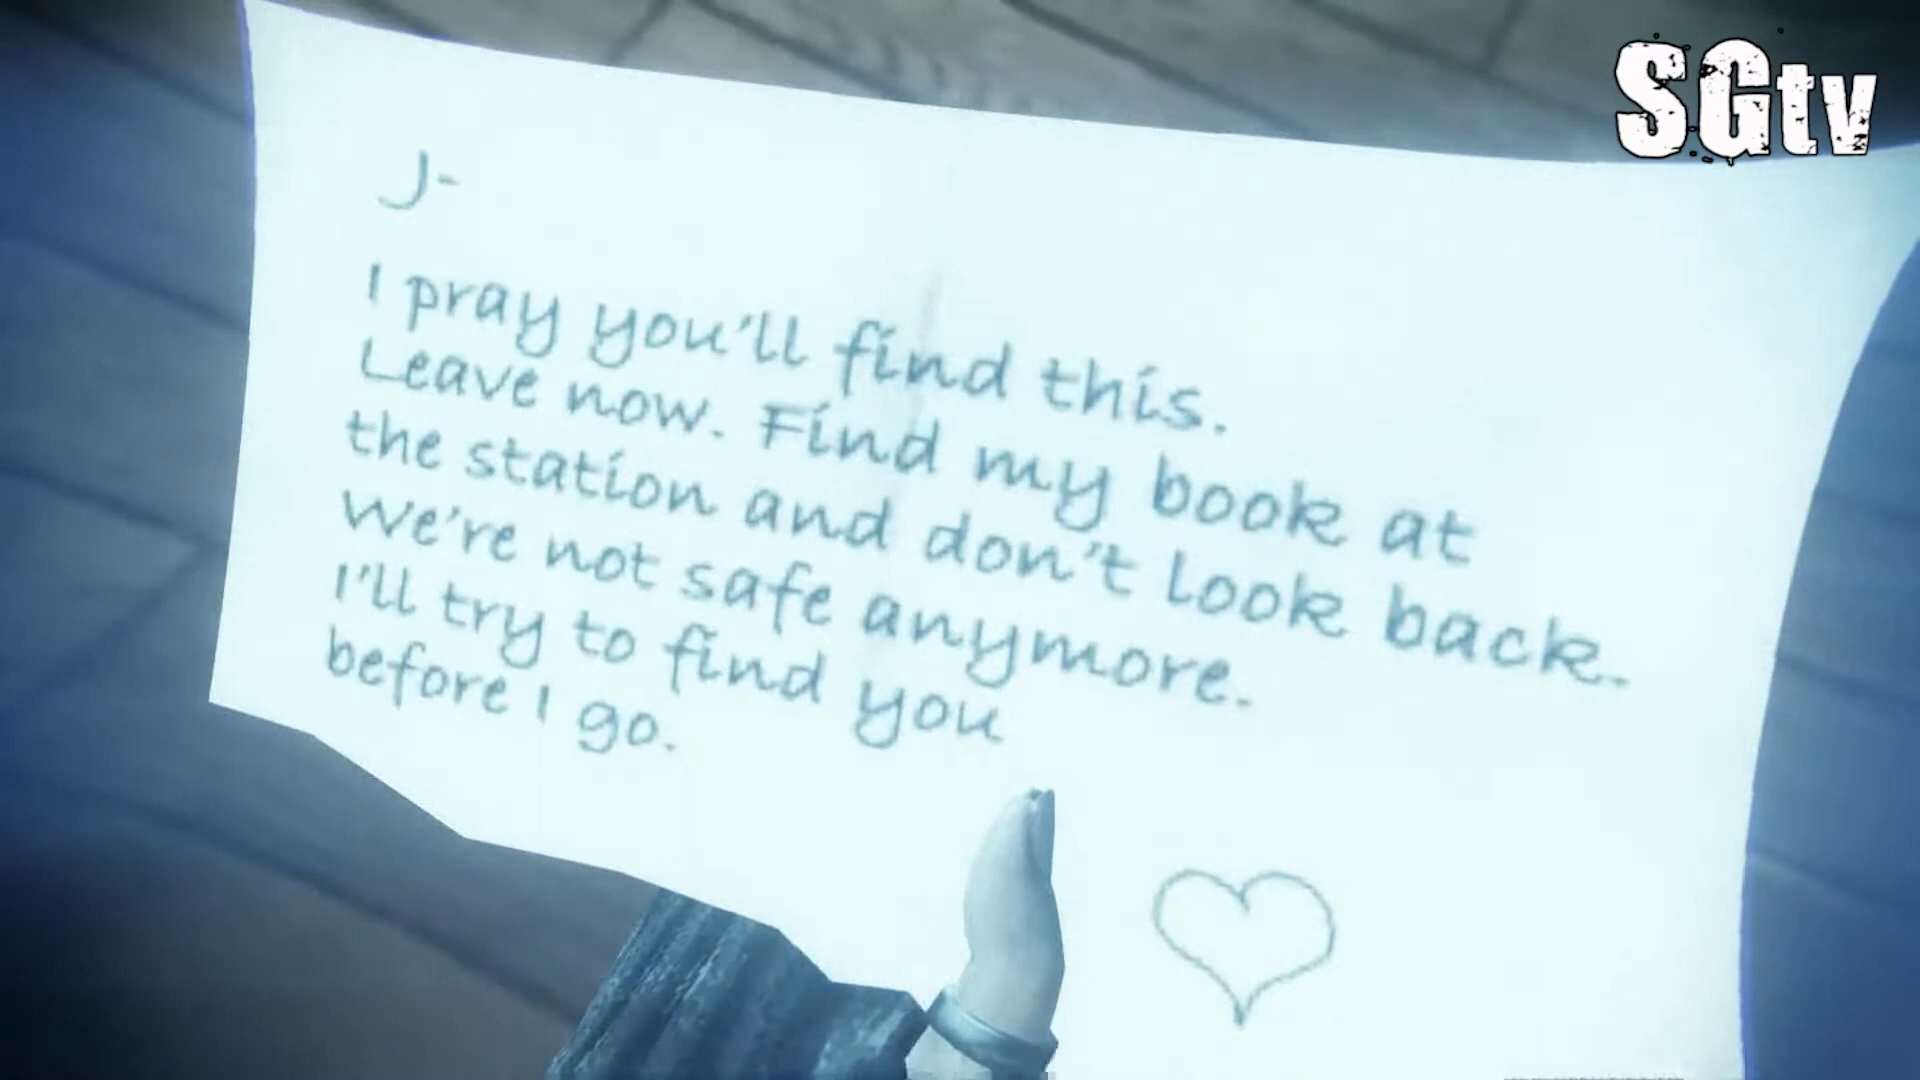 SGtv
J-
I pray you'll find this.
Leave now. Find my book at
the station and don't look back.
We're not safe anymore.
I'll try to find you
before I go.